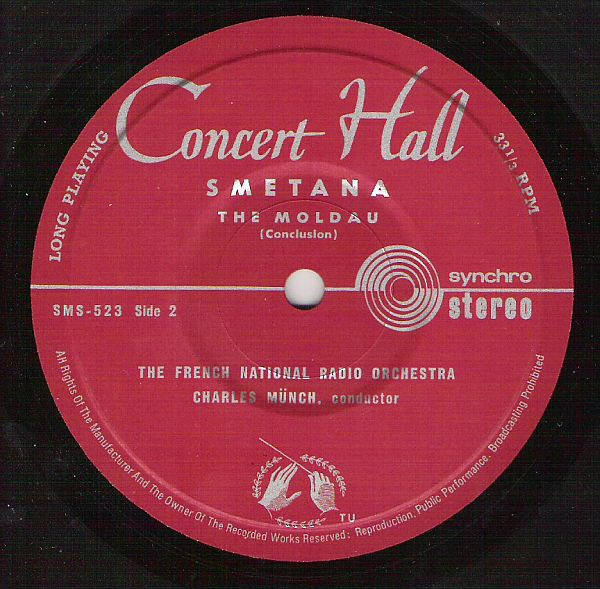 Concert Hall
LONG PLAYING
33 1/3 RPM
SMETANA
THE MOLDAU
(Conclusion)
synchro
stereo
SMS-523 Side 2
THE FRENCH NATIONAL RADIO ORCHESTRA
CHARLES MÜNCH, conductor
TU
All Rights Of The Manufacturer And The Owner Of The Recorded Works Reserved: Reproduction, Public Performance, Broadcasting Prohibited